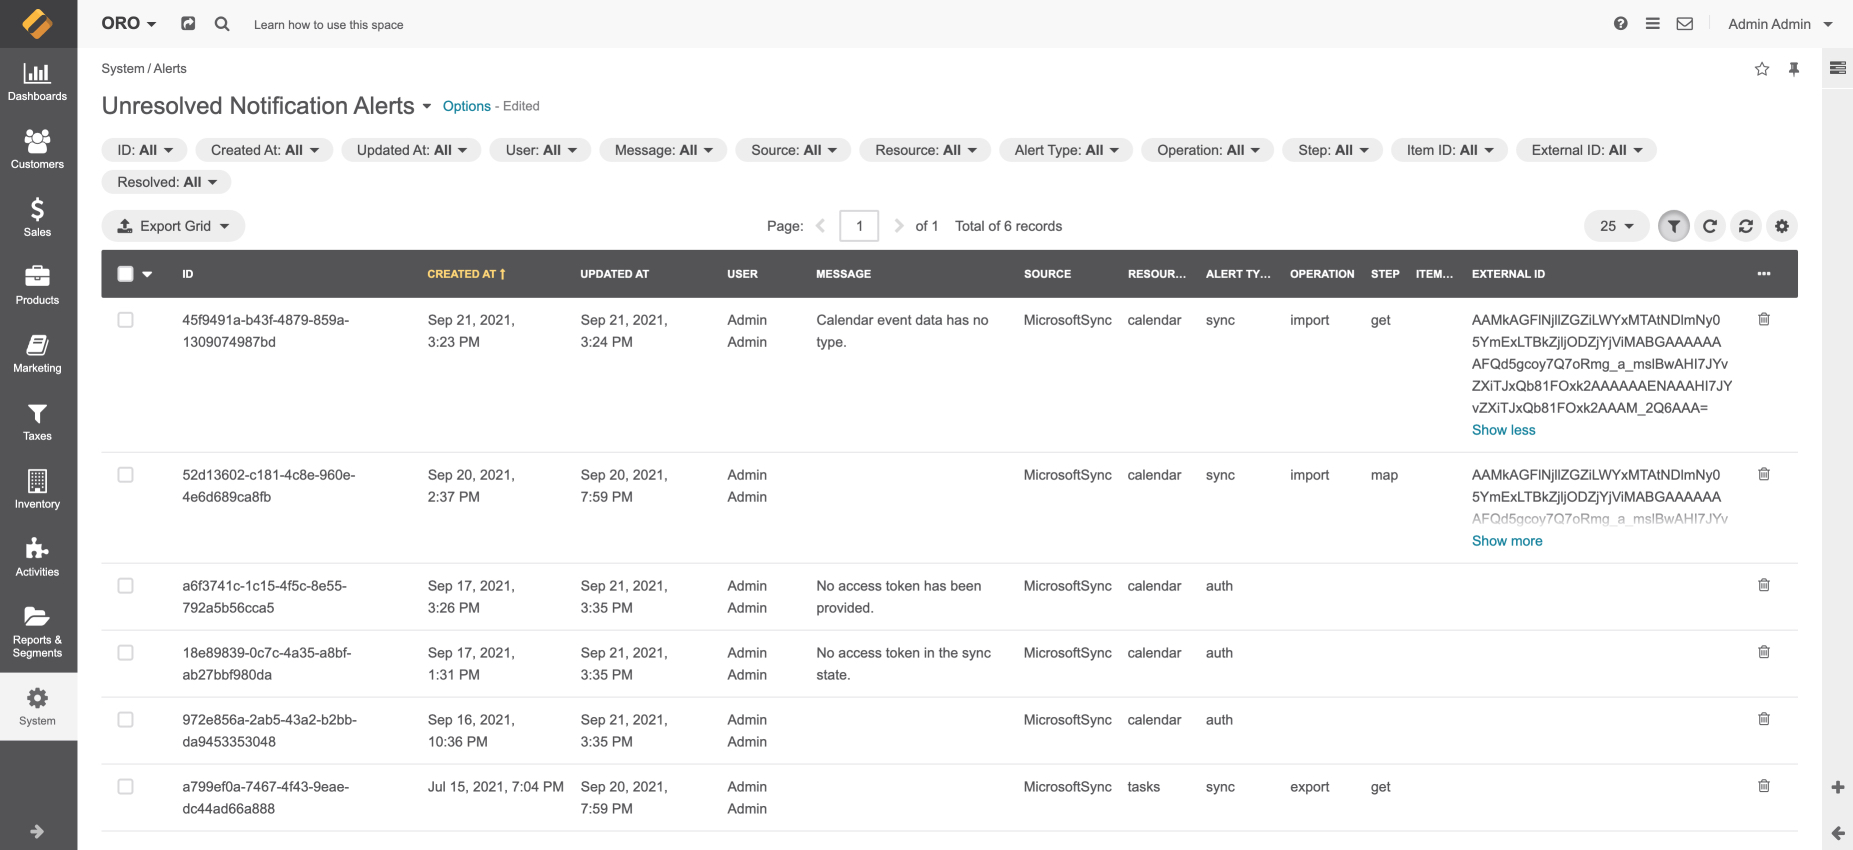 ORO
Learn how to use this space
Admin Admin
Dashboards
Customers
Sales
Products
Marketing
Taxes
Inventory
Activities
Reports &
Segments
System
System / Alerts
Unresolved Notification Alerts Options - Edited
ID: All Created At: All Updated At: All User: All Message: All Source: All Resource: All Alert Type: All Operation: All Step: All Item ID: All External ID: All
Resolved: All
Export Grid Page: 1 of 1 Total of 6 records 25
ID CREATED AT UPDATED AT USER MESSAGE SOURCE RESOUR... ALERT TY... OPERATION STEP ITEM... EXTERNAL ID
45f9491a-b43f-4879-859a- Sep 21, 2021, Sep 21, 2021, Admin Calendar event data has no MicrosoftSync calendar sync import get AAMkAGFlNjllZGZiLWYxMTAtNDlmNy0
1309074987bd 3:23 PM 3:24 PM Admin type. 5YmExLTBkZjljODZjYjViMABGAAAAAA
AFQd5gcoy7Q7oRmg_a_mslBwAHI7JYv
ZXiTJxQb81FOxk2AAAAAAENAAAHI7JY
vZXiTJxQb81FOxk2AAAM_2Q6AAA=
Show less
52d13602-c181-4c8e-960e- Sep 20, 2021, Sep 20, 2021, Admin MicrosoftSync calendar sync import map AAMkAGFlNjllZGZiLWYxMTAtNDlmNy0
4e6d689ca8fb 2:37 PM 7:59 PM Admin 5YmExLTBkZjljODZjYjViMABGAAAAAA
AFQd5gcoy7Q7oRmg_a_mslBwAHI7JYv
Show more
a6f3741c-1c15-4f5c-8e55- Sep 17, 2021, Sep 21, 2021, Admin No access token has been MicrosoftSync calendar auth
792a5b56cca5 3:26 PM 3:35 PM Admin provided.
18e89839-0c7c-4a35-a8bf- Sep 17, 2021, Sep 21, 2021, Admin No access token in the sync MicrosoftSync calendar auth
ab27bbf980da 1:31 PM 3:35 PM Admin state.
972e856a-2ab5-43a2-b2bb- Sep 16, 2021, Sep 21, 2021, Admin MicrosoftSync calendar auth
da9453353048 10:36 PM 3:35 PM Admin
a799ef0a-7467-4f43-9eae- Jul 15, 2021, 7:04 PM Sep 20, 2021, Admin MicrosoftSync tasks sync export get
dc44ad66a888 7:59 PM Admin